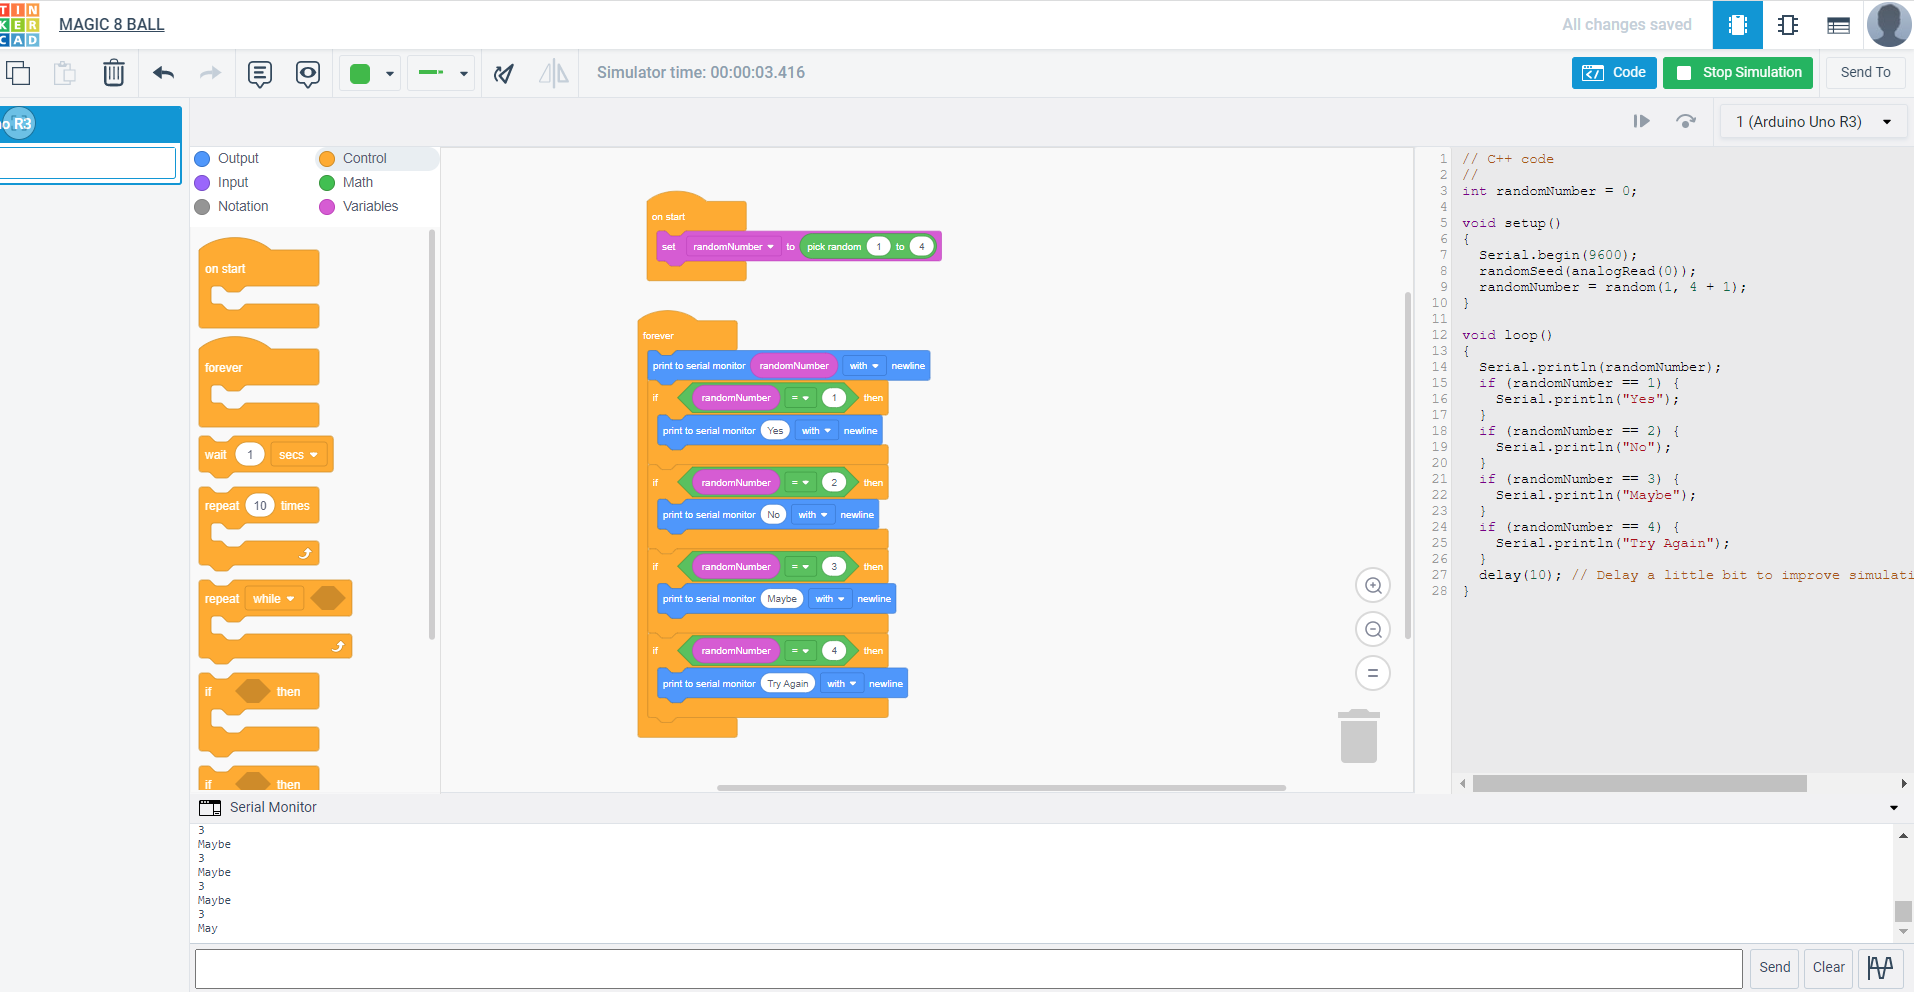 TIN
KER
CAD
MAGIC 8 BALL
All changes saved
Simulator time: 00:00:03.416
Code
Stop Simulation
Send To
no R3
1 (Arduino Uno R3)
Output
Control
Input
Math
Notation
Variables
on start
forever
wait 1 secs
repeat 10 times
repeat while
if then
if then
on start
set randomNumber to pick random 1 to 4
forever
print to serial monitor randomNumber with newline
if randomNumber = 1 then
print to serial monitor Yes with newline
if randomNumber = 2 then
print to serial monitor No with newline
if randomNumber = 3 then
print to serial monitor Maybe with newline
if randomNumber = 4 then
print to serial monitor Try Again with newline
1 // C++ code
2 //
3 int randomNumber = 0;
4
5 void setup()
6 {
7 Serial.begin(9600);
8 randomSeed(analogRead(0));
9 randomNumber = random(1, 4 + 1);
10 }
11
12 void loop()
13 {
14 Serial.println(randomNumber);
15 if (randomNumber == 1) {
16 Serial.println("Yes");
17 }
18 if (randomNumber == 2) {
19 Serial.println("No");
20 }
21 if (randomNumber == 3) {
22 Serial.println("Maybe");
23 }
24 if (randomNumber == 4) {
25 Serial.println("Try Again");
26 }
27 delay(10); // Delay a little bit to improve simulati
28 }
Serial Monitor
3
Maybe
3
Maybe
3
Maybe
3
May
Send
Clear